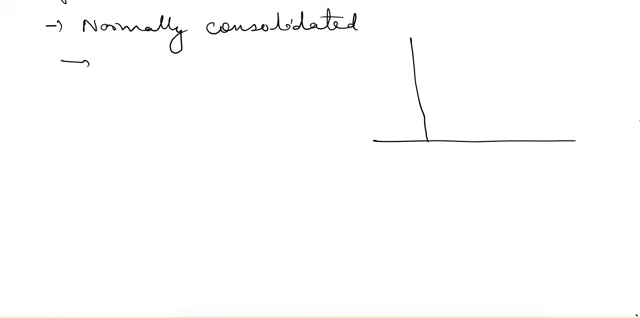 → Normally consolidated
→